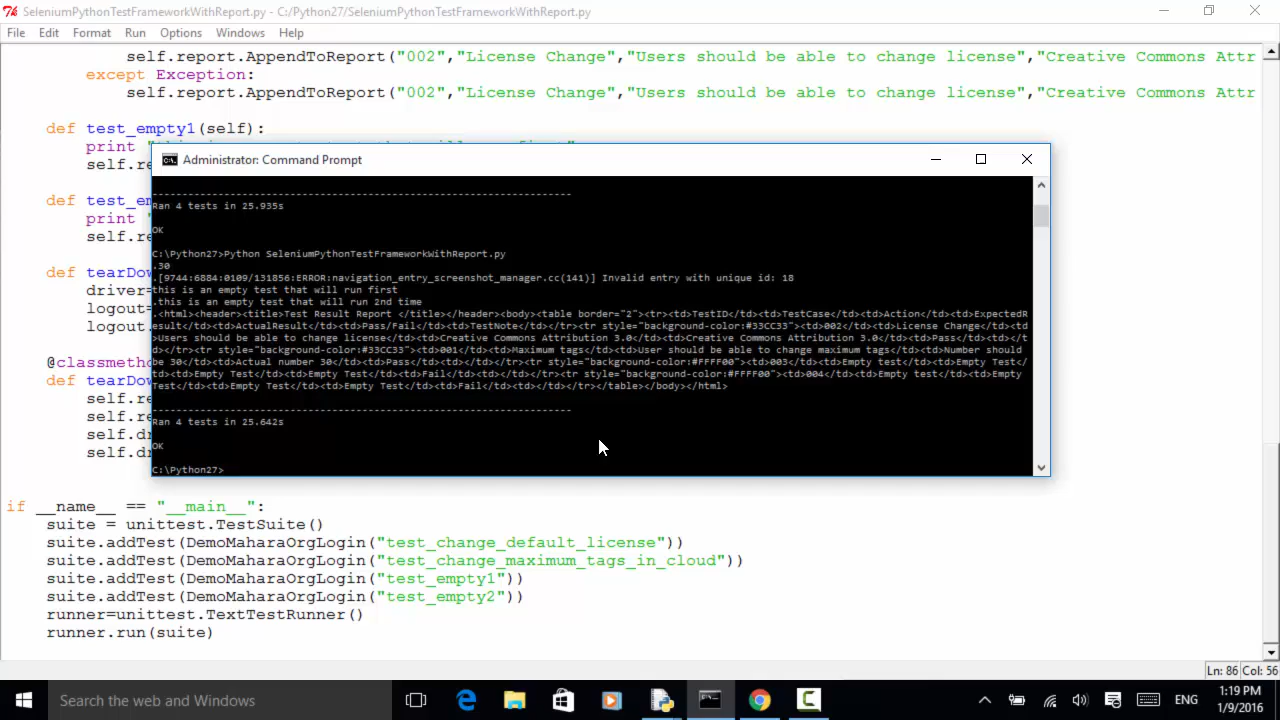 SeleniumPythonTestFrameworkWithReport.py - C:/Python27/SeleniumPythonTestFrameworkWithReport.py
File Edit Format Run Options Windows Help
self.report.AppendToReport("002","License Change","Users should be able to change license","Creative Commons Attr
except Exception:
self.report.AppendToReport("002","License Change","Users should be able to change license","Creative Commons Attr
def test_empty1(self):
print
self.re
def test_em
print "
self.re
def tearDow
driver=
logout=
logout.
@classmetho
def tearDow
self.re
self.re
self.dr
self.dr
Administrator: Command Prompt
----------------------------------------------------------------------
Ran 4 tests in 25.935s
OK
C:\Python27>Python SeleniumPythonTestFrameworkWithReport.py
.30
.[9744:6884:0109/131856:ERROR:navigation_entry_screenshot_manager.cc(141)] Invalid entry with unique id: 18
this is an empty test that will run first
.this is an empty test that will run 2nd time
.<html><header><title>Test Result Report </title></header><body><table border="2"><tr><td>TestID</td><td>TestCase</td><td>Action</td><td>ExpectedR
esult</td><td>ActualResult</td><td>Pass/Fail</td><td>TestNote</td></tr><tr style="background-color:#33CC33"><td>002</td><td>License Change</td><td
>Users should be able to change license</td><td>Creative Commons Attribution 3.0</td><td>Creative Commons Attribution 3.0</td><td>Pass</td><td></t
d></tr><tr style="background-color:#33CC33"><td>001</td><td>Maximum tags</td><td>User should be able to change maximum tags</td><td>Number should
be 30</td><td>Actual number 30</td><td>Pass</td><td></td></tr><tr style="background-color:#FFFF00"><td>003</td><td>Empty test</td><td>Empty Test</
td><td>Empty Test</td><td>Empty Test</td><td>Fail</td><td></td></tr><tr style="background-color:#FFFF00"><td>004</td><td>Empty test</td><td>Empty
Test</td><td>Empty Test</td><td>Empty Test</td><td>Fail</td><td></td></tr></table></body></html>
----------------------------------------------------------------------
Ran 4 tests in 25.642s
OK
C:\Python27>
if __name__ == "__main__":
suite = unittest.TestSuite()
suite.addTest(DemoMaharaOrgLogin("test_change_default_license"))
suite.addTest(DemoMaharaOrgLogin("test_change_maximum_tags_in_cloud"))
suite.addTest(DemoMaharaOrgLogin("test_empty1"))
suite.addTest(DemoMaharaOrgLogin("test_empty2"))
runner=unittest.TextTestRunner()
runner.run(suite)
Ln: 86 Col: 56
Search the web and Windows
ENG
1:19 PM
1/9/2016